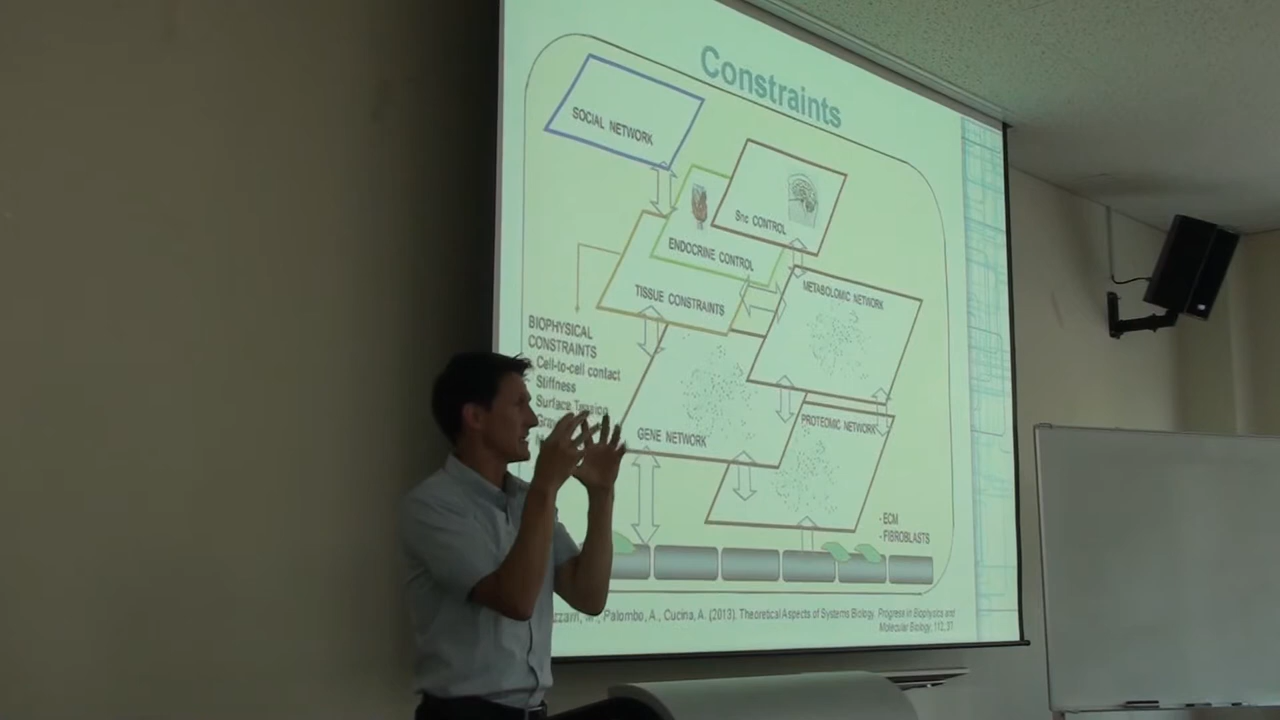 Constraints
SOCIAL NETWORK
Snc CONTROL
ENDOCRINE CONTROL
TISSUE CONSTRAINTS
METABOLOMIC NETWORK
BIOPHYSICAL
CONSTRAINTS
Cell-to-cell contact
Stiffness
Surface Tension
GENE NETWORK
PROTEOMIC NETWORK
- ECM
- FIBROBLASTS
Palombo, A., Cucina, A. (2013). Theoretical Aspects of Systems Biology. Progress in Biophysics and
Molecular Biology, 112, 31